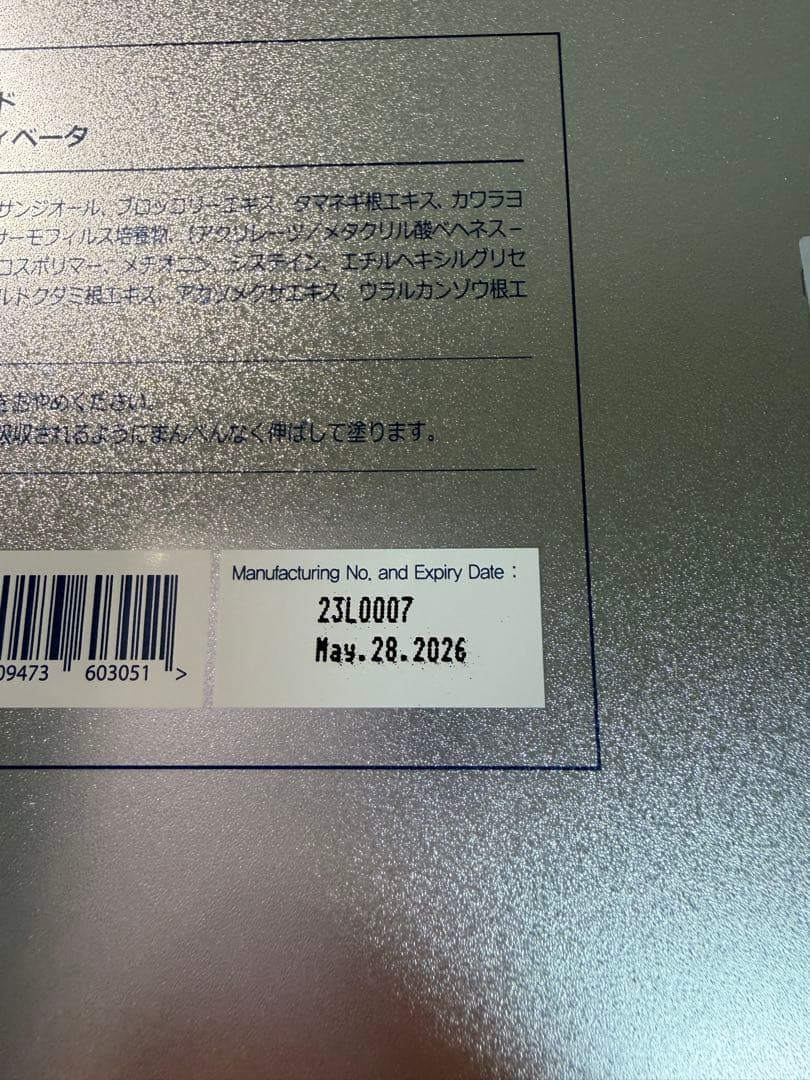 ド
ィベータ
サンジオール、ブロッコリーエキス、タマネギ根エキス、カワラヨ
サーモフィルス培養物、(アクリレーツ/メタクリル酸ベヘネス-
コスポリマー、メチオニン、システイン、エチルヘキシルグリセ
ルトクダミ根エキス、アカヅメクサエキス、ウラルカンゾウ根エ
をおやめください。
吸収されるようにまんべんなく伸ばして塗ります。
Manufacturing No. and Expiry Date :
23L0007
May.28.2026
09473 603051 >